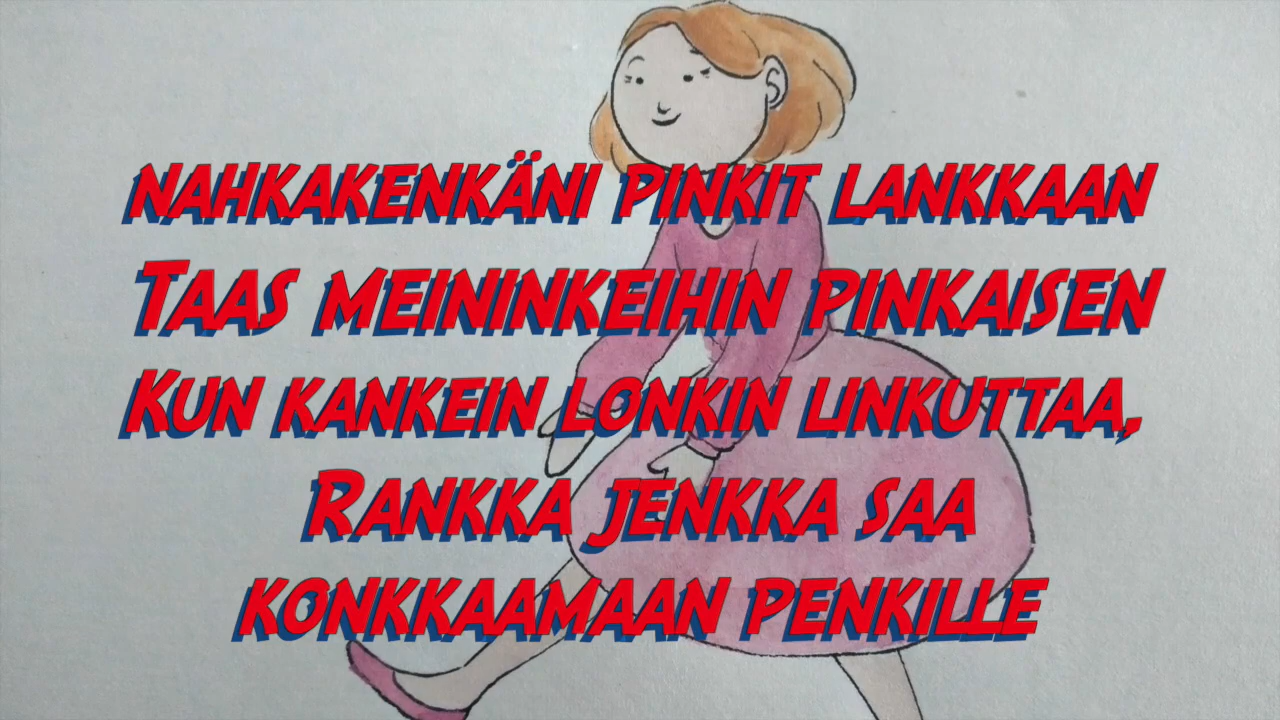 NAHKAKENKÄNI PINKIT LANKKAAN
TAAS MEININKEIHIN PINKAISEN
KUN KANKEIN LONKIN LINKUTTAA,
RANKKA JENKKA SAA
KONKKAAMAAN PENKILLE